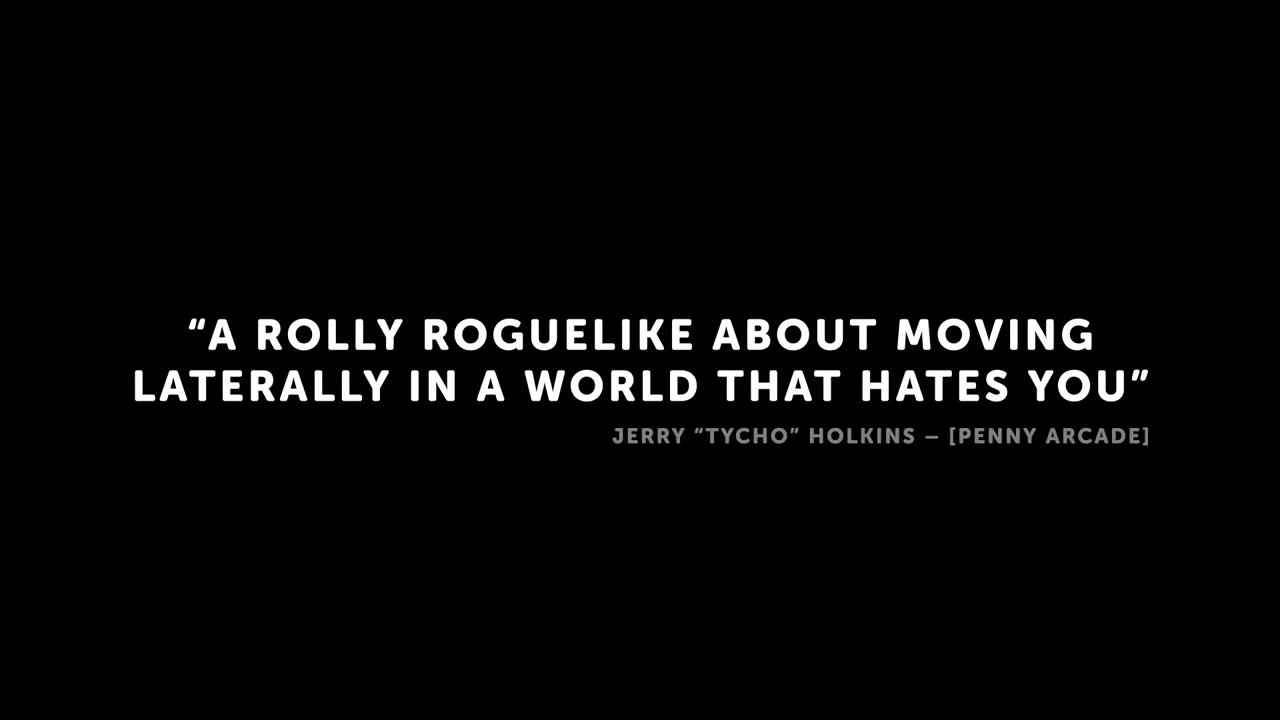 “A ROLLY ROGUELIKE ABOUT MOVING
LATERALLY IN A WORLD THAT HATES YOU”
JERRY “TYCHO” HOLKINS – [PENNY ARCADE]